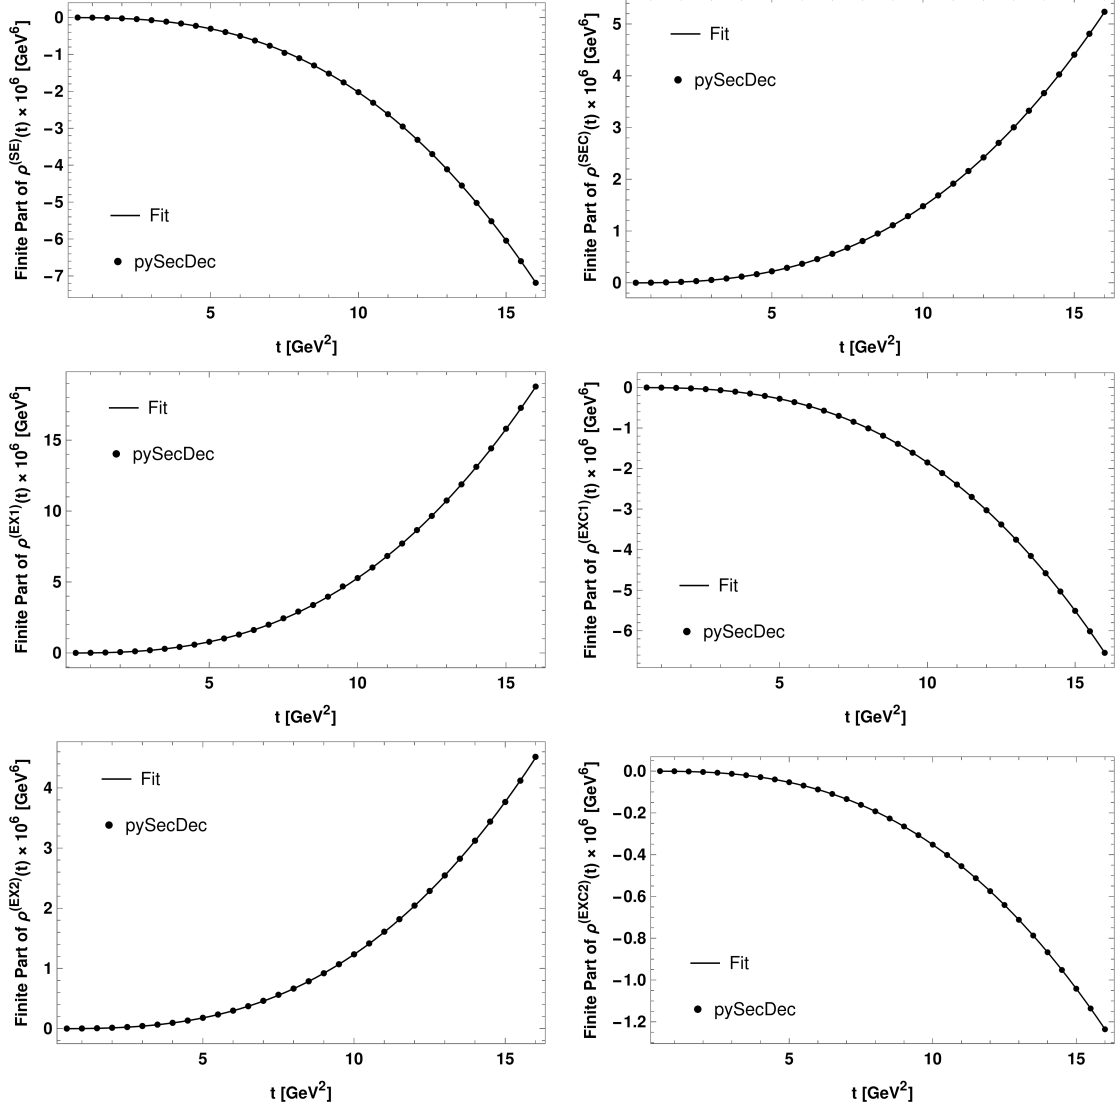 Finite Part of ρ^(SE)(t) × 10^6 [GeV^6]
0
−1
−2
−3
−4
−5
−6
−7
Fit
pySecDec
5
10
15
t [GeV^2]
Finite Part of ρ^(SEC)(t) × 10^6 [GeV^6]
5
4
3
2
1
0
Fit
pySecDec
5
10
15
t [GeV^2]
Finite Part of ρ^(EX1)(t) × 10^6 [GeV^6]
15
10
5
0
Fit
pySecDec
5
10
15
t [GeV^2]
Finite Part of ρ^(EXC1)(t) × 10^6 [GeV^6]
0
−1
−2
−3
−4
−5
−6
Fit
pySecDec
5
10
15
t [GeV^2]
Finite Part of ρ^(EX2)(t) × 10^6 [GeV^6]
4
3
2
1
0
Fit
pySecDec
5
10
15
t [GeV^2]
Finite Part of ρ^(EXC2)(t) × 10^6 [GeV^6]
0.0
−0.2
−0.4
−0.6
−0.8
−1.0
−1.2
Fit
pySecDec
5
10
15
t [GeV^2]